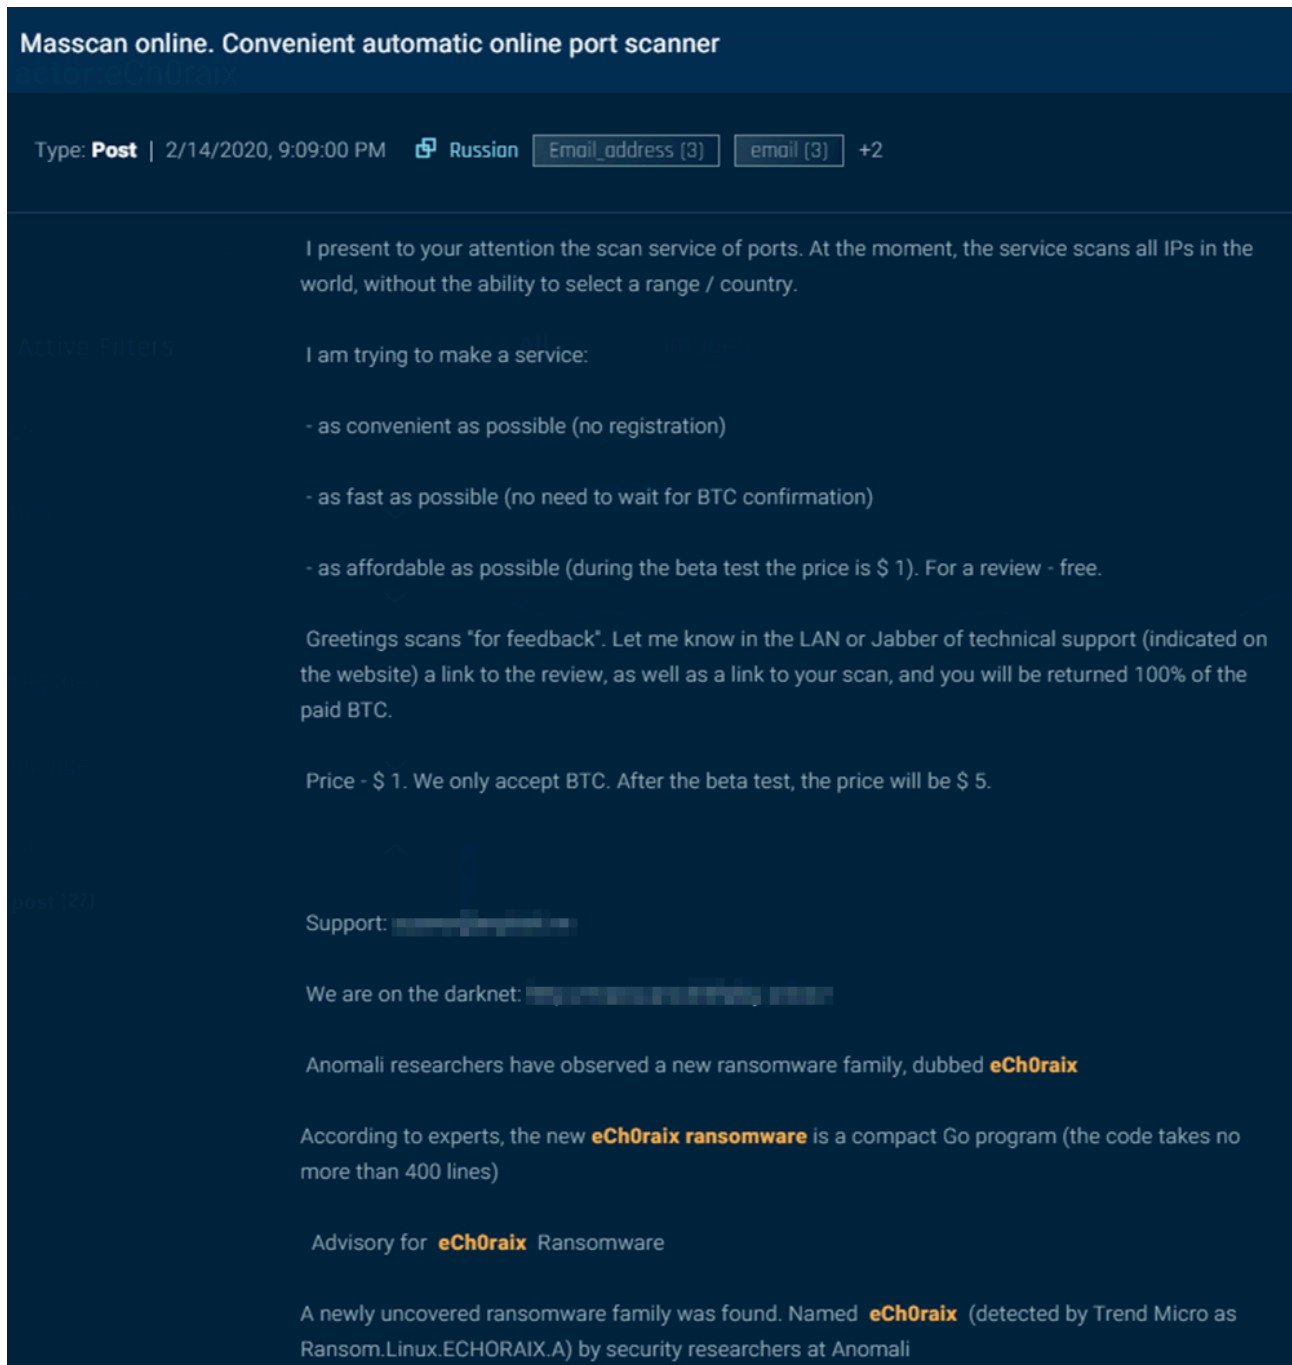 Masscan online. Convenient automatic online port scanner
actor:eCh0raix
Type: Post | 2/14/2020, 9:09:00 PM Russian Email_address (3) email (3) +2
I present to your attention the scan service of ports. At the moment, the service scans all IPs in the
world, without the ability to select a range / country.
Active Filters
I am trying to make a service:
- as convenient as possible (no registration)
- as fast as possible (no need to wait for BTC confirmation)
- as affordable as possible (during the beta test the price is $ 1). For a review - free.
Greetings scans "for feedback". Let me know in the LAN or Jabber of technical support (indicated on
the website) a link to the review, as well as a link to your scan, and you will be returned 100% of the
paid BTC.
Price - $ 1. We only accept BTC. After the beta test, the price will be $ 5.
post (27)
Support:
We are on the darknet:
Anomali researchers have observed a new ransomware family, dubbed eCh0raix
According to experts, the new eCh0raix ransomware is a compact Go program (the code takes no
more than 400 lines)
Advisory for eCh0raix Ransomware
A newly uncovered ransomware family was found. Named eCh0raix (detected by Trend Micro as
Ransom.Linux.ECHORAIX.A) by security researchers at Anomali